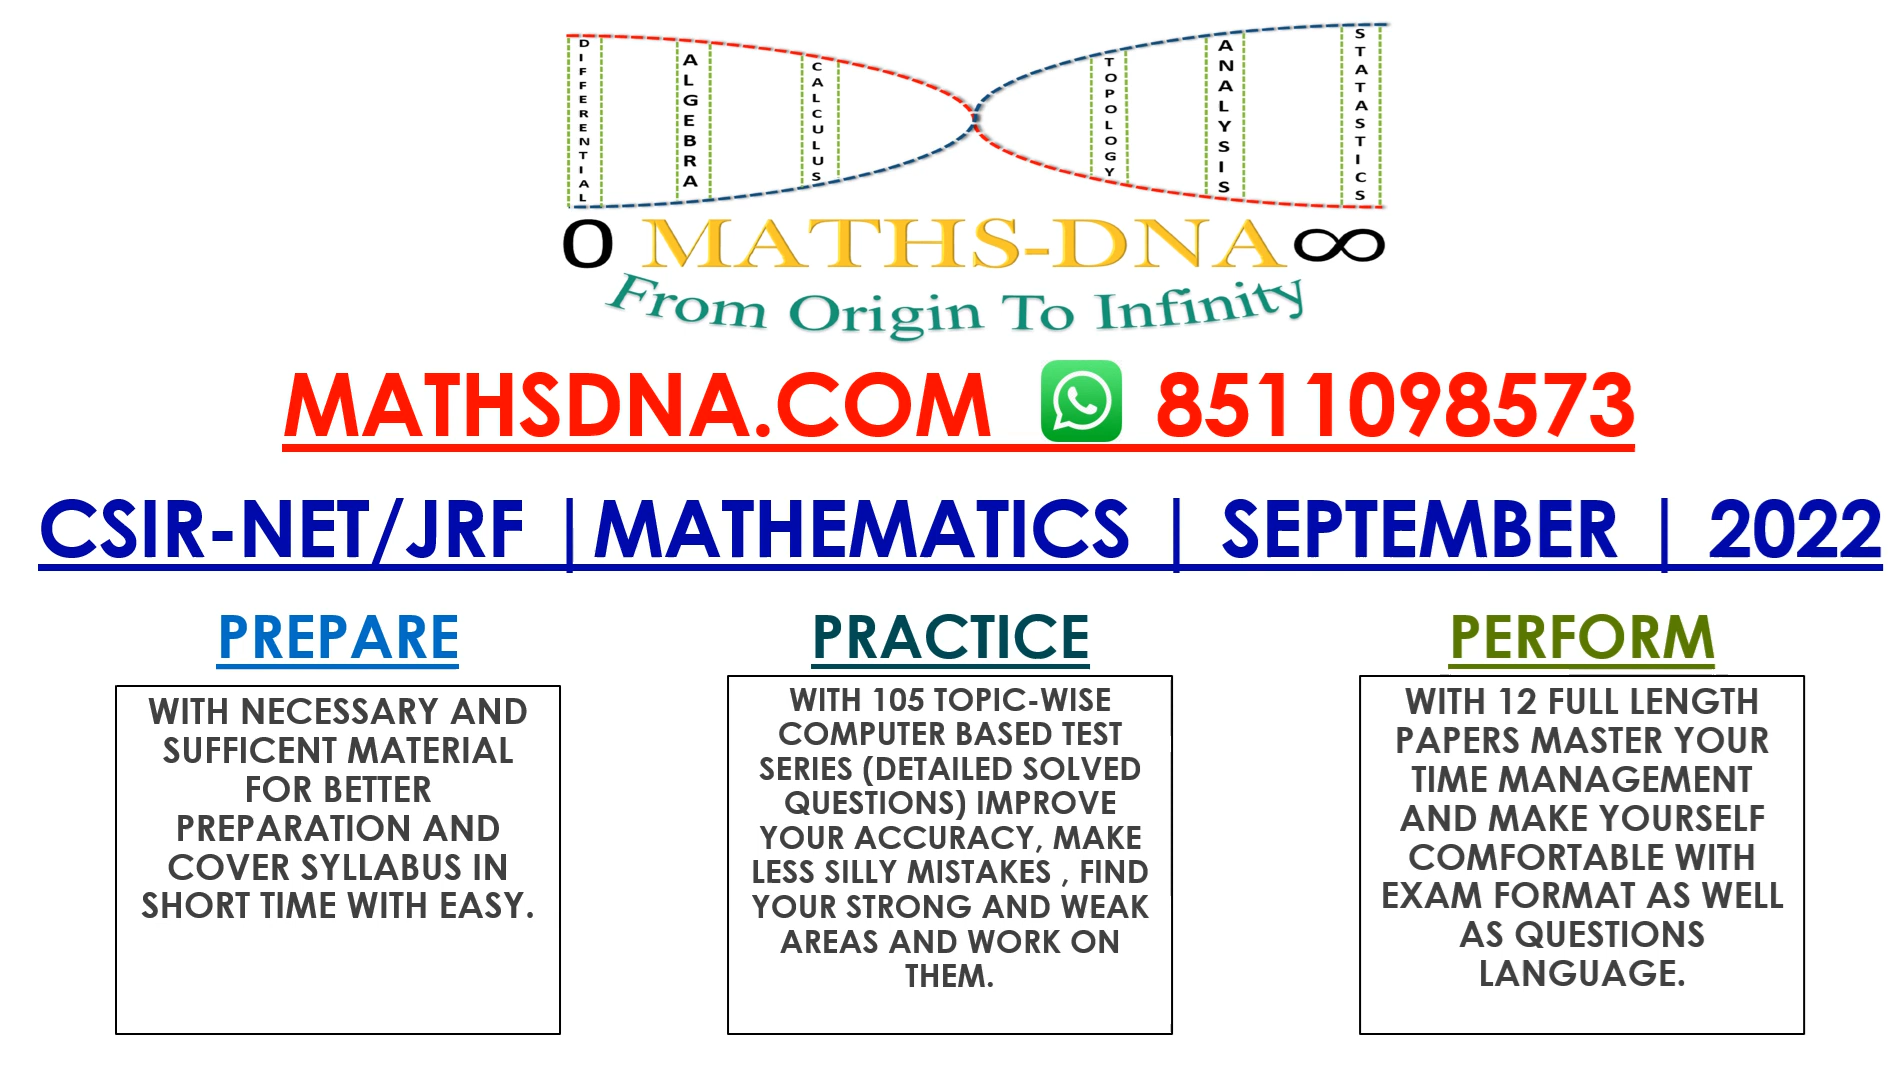 DIFFERENTIAL
ALGEBRA
CALCULUS
TOPOLOGY
ANALYSIS
STATASTICS
0 MATHS-DNA ∞
From Origin To Infinity
MATHSDNA.COM 8511098573
CSIR-NET/JRF |MATHEMATICS | SEPTEMBER | 2022
PREPARE
WITH NECESSARY AND
SUFFICENT MATERIAL
FOR BETTER
PREPARATION AND
COVER SYLLABUS IN
SHORT TIME WITH EASY.
PRACTICE
WITH 105 TOPIC-WISE
COMPUTER BASED TEST
SERIES (DETAILED SOLVED
QUESTIONS) IMPROVE
YOUR ACCURACY, MAKE
LESS SILLY MISTAKES , FIND
YOUR STRONG AND WEAK
AREAS AND WORK ON
THEM.
PERFORM
WITH 12 FULL LENGTH
PAPERS MASTER YOUR
TIME MANAGEMENT
AND MAKE YOURSELF
COMFORTABLE WITH
EXAM FORMAT AS WELL
AS QUESTIONS
LANGUAGE.